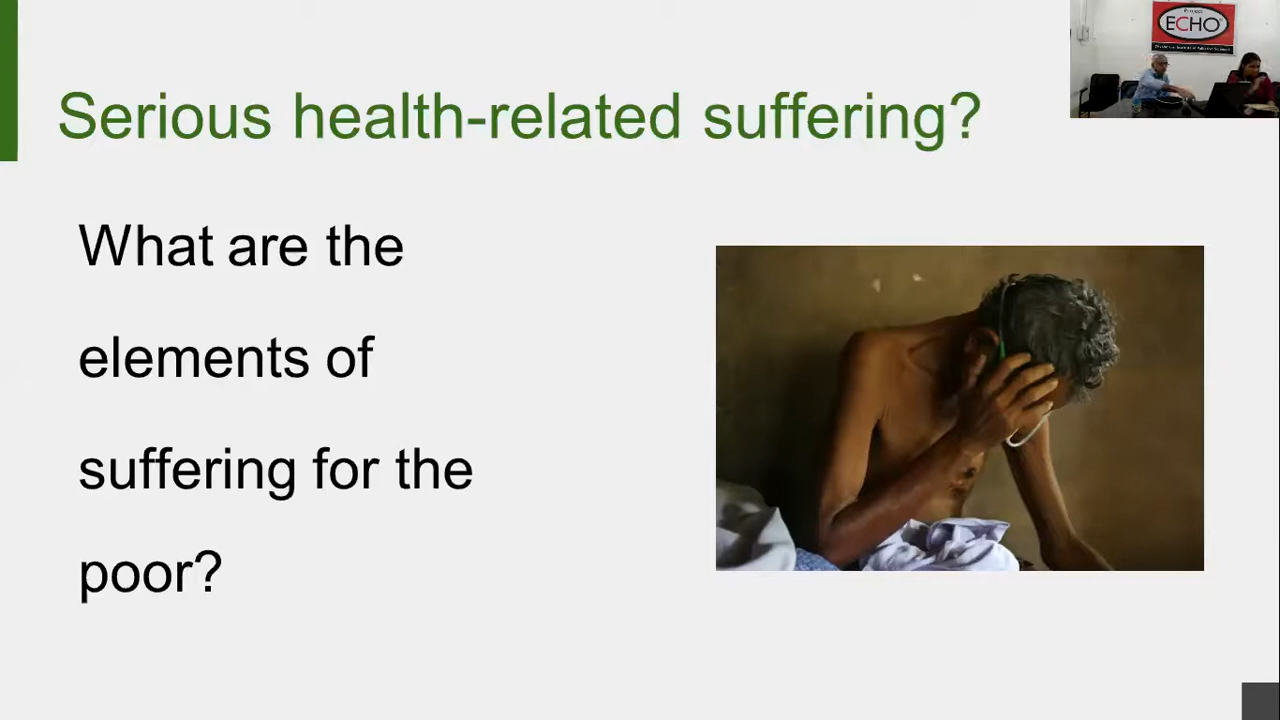 Serious health-related suffering?
What are the
elements of
suffering for the
poor?
ECHO